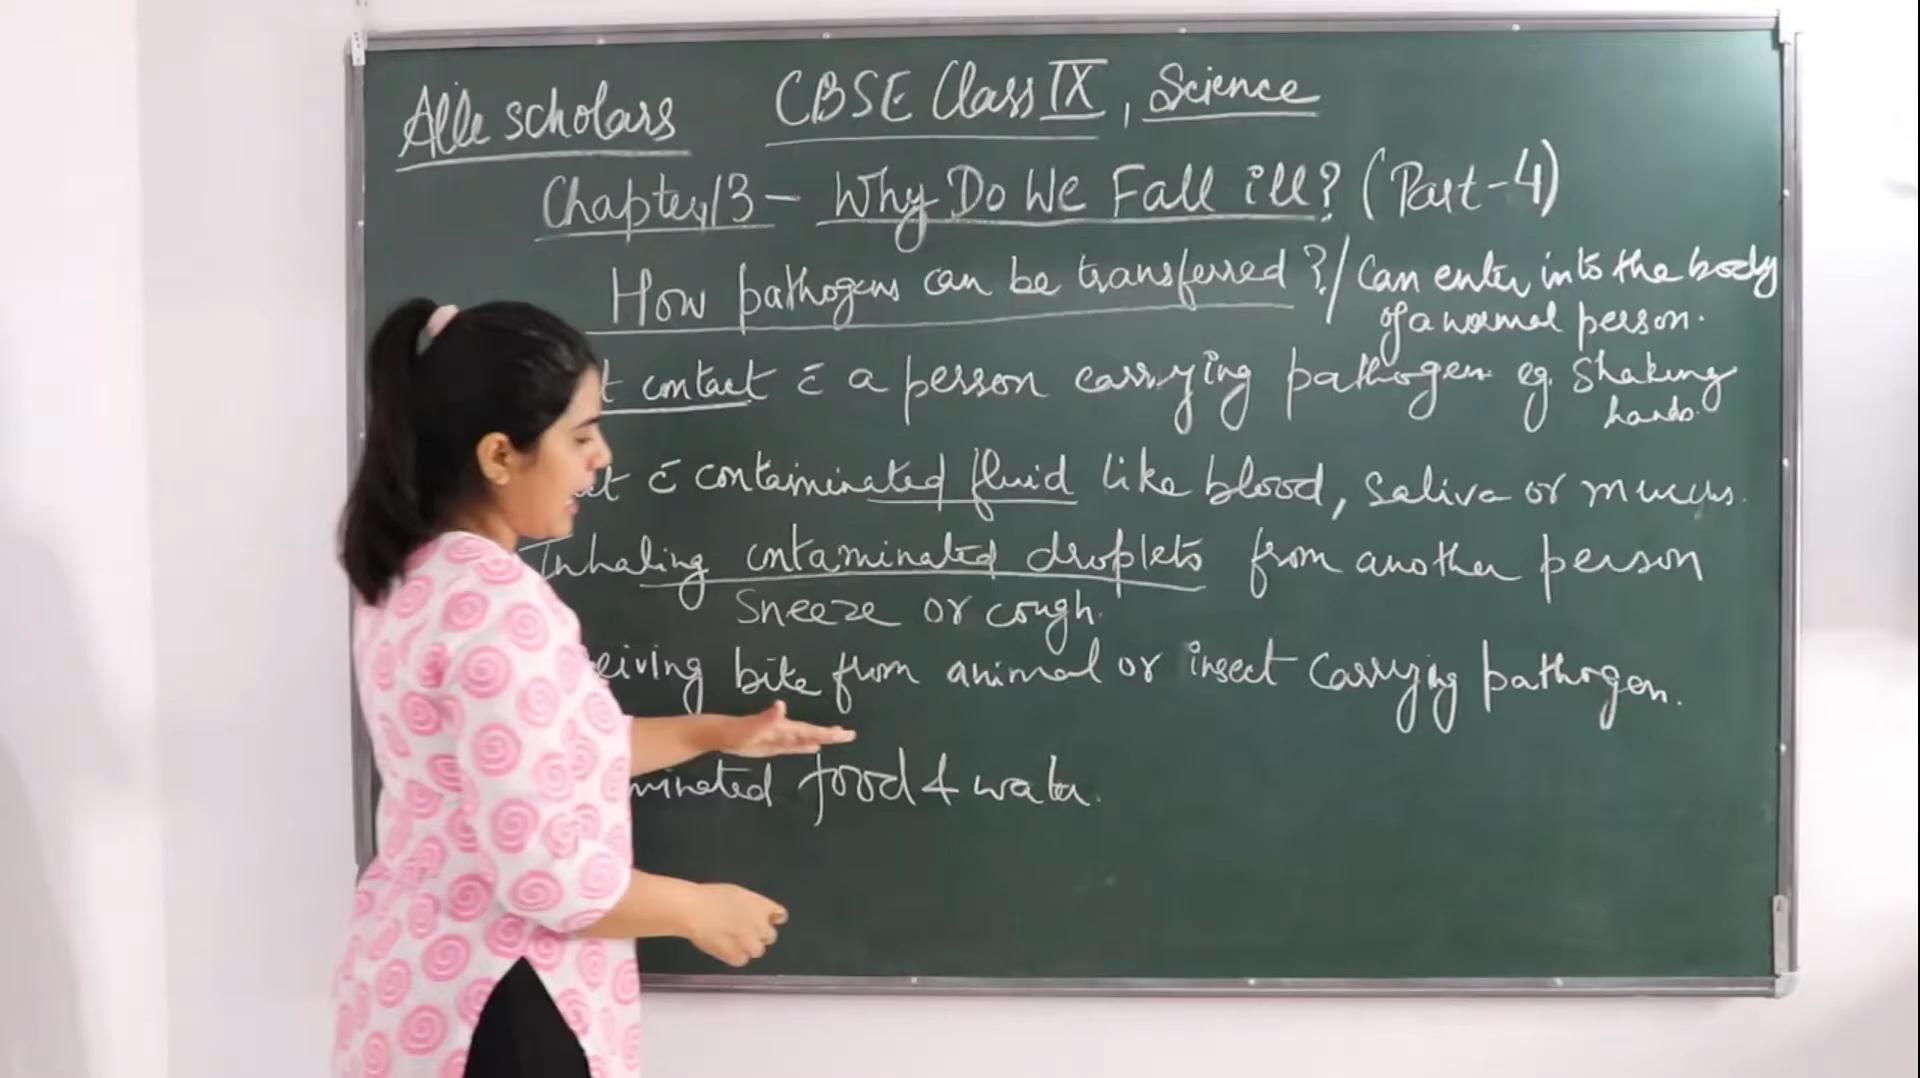 Alle scholars CBSE Class IX, Science
Chapter 13 - Why Do We Fall ill? (Part-4)
How pathogens can be transferred?/ Can enter into the body
of a normal person.
t contact c̄ a person carrying pathogen eg. Shaking
hands.
c̄ contaminated fluid like blood, saliva or mucus.
Inhaling contaminated droplets from another person
Sneeze or cough.
eiving bite from animal or insect carrying pathogen.
minated food & water.